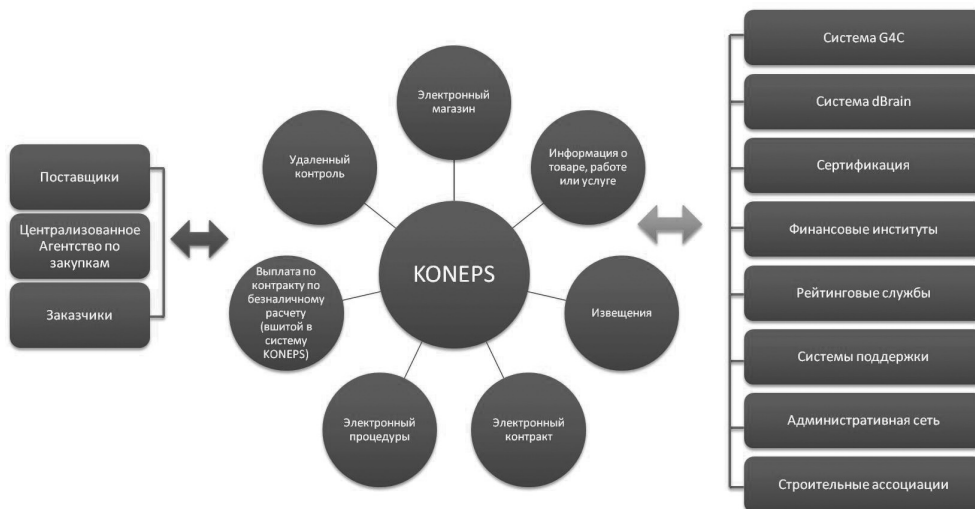 Поставщики
Централизованное
Агентство по
закупкам
Заказчики
Электронный
магазин
Удаленный
контроль
Информация о
товаре, работе
или услуге
KONEPS
Выплата по
контракту по
безналичному
расчету
(вшитой в
систему
KONEPS)
Извещения
Электронный
процедуры
Электронный
контракт
Система G4C
Система dBrain
Сертификация
Финансовые институты
Рейтинговые службы
Системы поддержки
Административная сеть
Строительные ассоциации